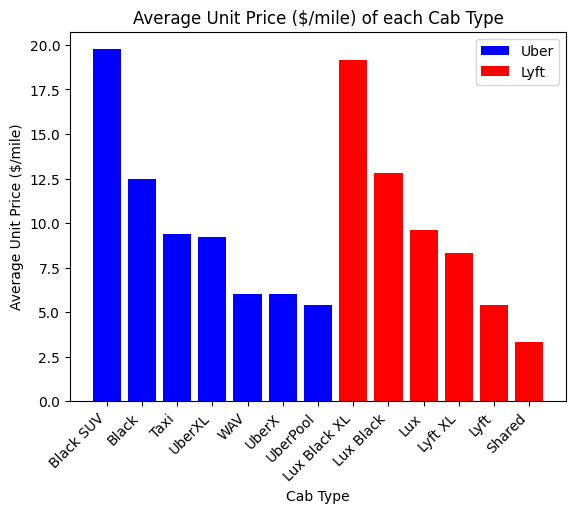 Average Unit Price ($/mile) of each Cab Type
Uber
Lyft
Average Unit Price ($/mile)
20.0
17.5
15.0
12.5
10.0
7.5
5.0
2.5
0.0
Black SUV
Black
Taxi
UberXL
WAV
UberX
UberPool
Lux Black XL
Lux Black
Lux
Lyft XL
Lyft
Shared
Cab Type